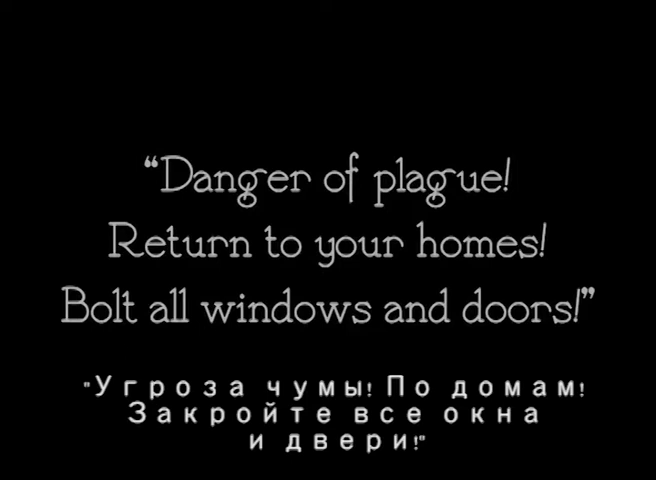 “Danger of plague!
Return to your homes!
Bolt all windows and doors!”
"Угроза чумы! По домам!
Закройте все окна
и двери!"